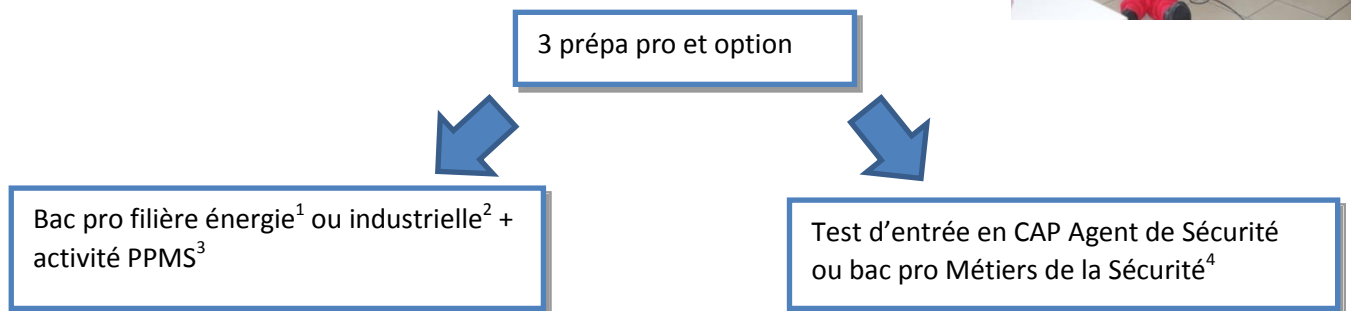 3 prépa pro et option
Bac pro filière énergie¹ ou industrielle² +
activité PPMS³
Test d’entrée en CAP Agent de Sécurité
ou bac pro Métiers de la Sécurité⁴